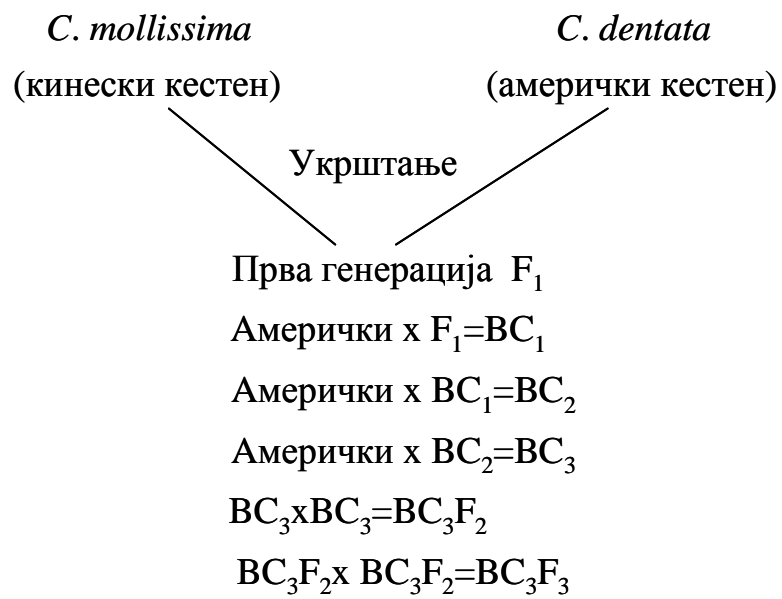 C. mollissima C. dentata
(кинески кестен) (амерички кестен)
Укрштање
Прва генерација F₁
Амерички x F₁=BC₁
Амерички x BC₁=BC₂
Амерички x BC₂=BC₃
BC₃xBC₃=BC₃F₂
BC₃F₂x BC₃F₂=BC₃F₃